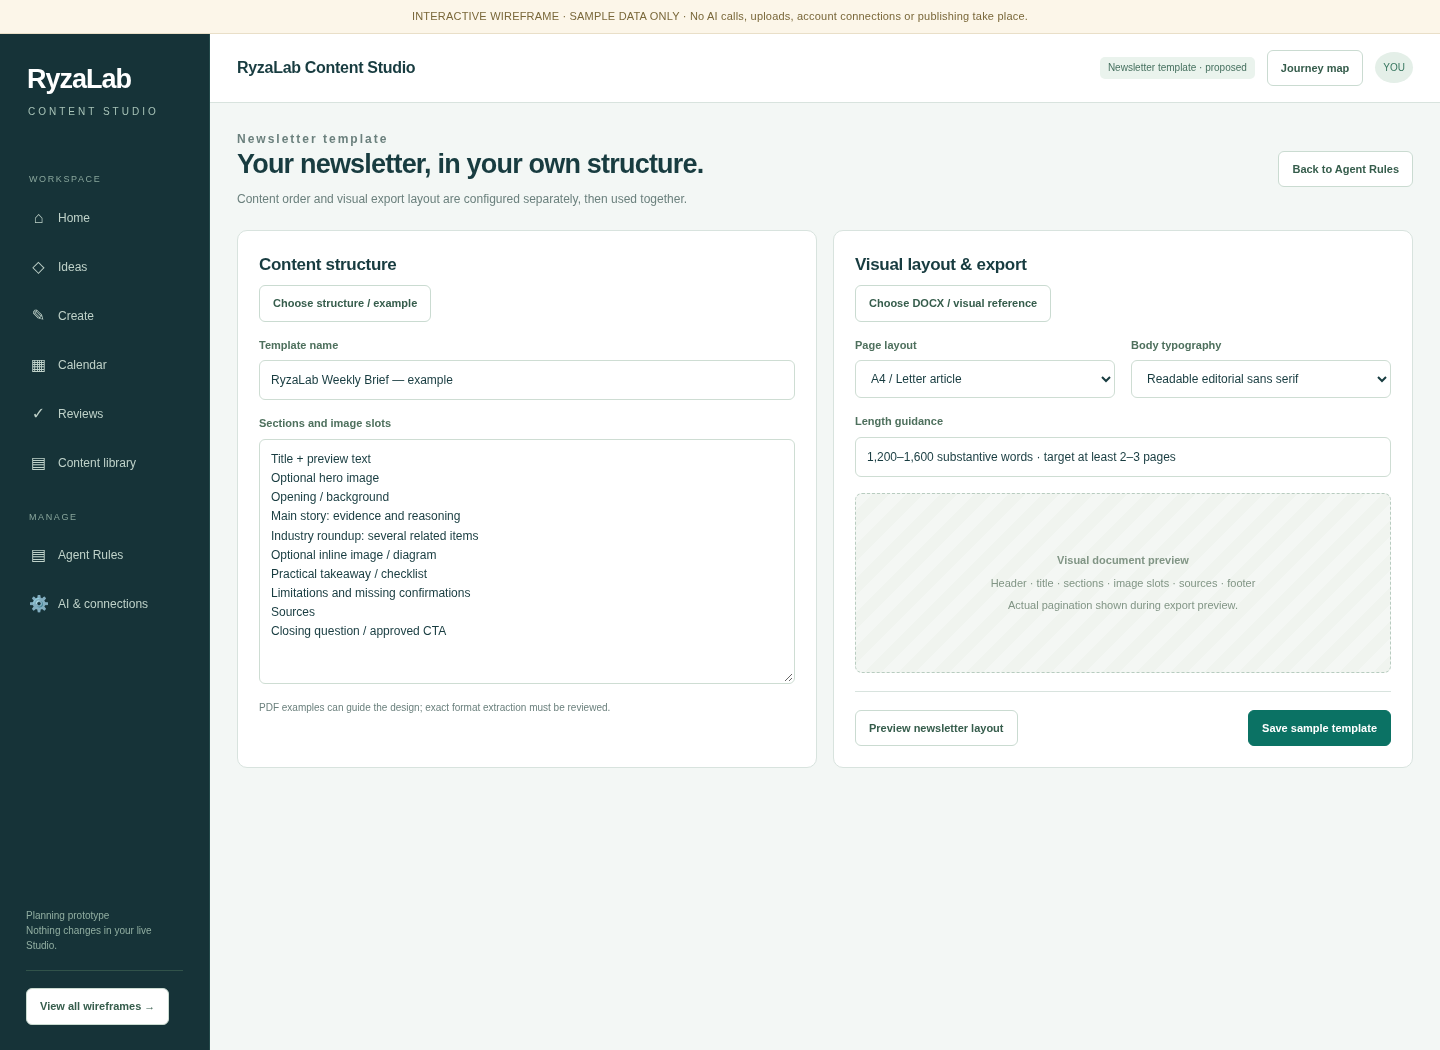 INTERACTIVE WIREFRAME · SAMPLE DATA ONLY · No AI calls, uploads, account connections or publishing take place.
RyzaLab
CONTENT STUDIO
WORKSPACE
Home
Ideas
Create
Calendar
Reviews
Content library
MANAGE
Agent Rules
AI & connections
Planning prototype
Nothing changes in your live
Studio.
View all wireframes →
RyzaLab Content Studio
Newsletter template · proposed
Journey map
YOU
Newsletter template
Your newsletter, in your own structure.
Content order and visual export layout are configured separately, then used together.
Back to Agent Rules
Content structure
Choose structure / example
Template name
RyzaLab Weekly Brief — example
Sections and image slots
Title + preview text
Optional hero image
Opening / background
Main story: evidence and reasoning
Industry roundup: several related items
Optional inline image / diagram
Practical takeaway / checklist
Limitations and missing confirmations
Sources
Closing question / approved CTA
PDF examples can guide the design; exact format extraction must be reviewed.
Visual layout & export
Choose DOCX / visual reference
Page layout
Body typography
A4 / Letter article
Readable editorial sans serif
Length guidance
1,200–1,600 substantive words · target at least 2–3 pages
Visual document preview
Header · title · sections · image slots · sources · footer
Actual pagination shown during export preview.
Preview newsletter layout
Save sample template